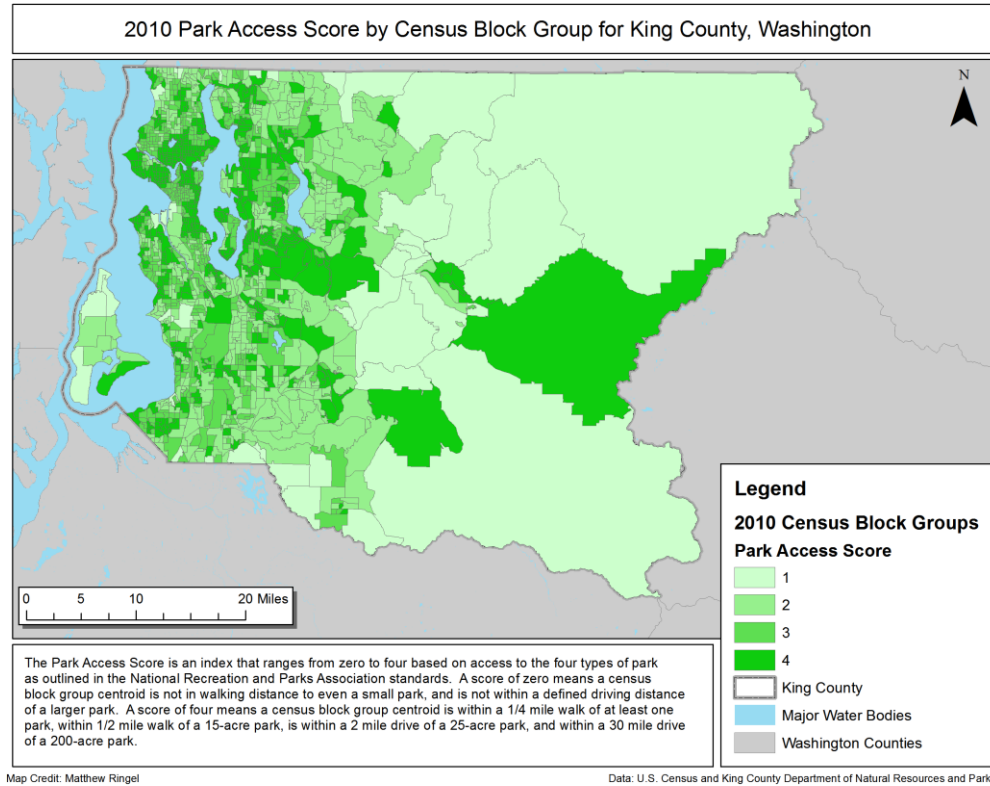 2010 Park Access Score by Census Block Group for King County, Washington
N
Legend
2010 Census Block Groups
Park Access Score
1
2
3
4
King County
Major Water Bodies
Washington Counties
0 5 10 20 Miles
The Park Access Score is an index that ranges from zero to four based on access to the four types of park
as outlined in the National Recreation and Parks Association standards. A score of zero means a census
block group centroid is not in walking distance to even a small park, and is not within a defined driving distance
of a larger park. A score of four means a census block group centroid is within a 1/4 mile walk of at least one
park, within 1/2 mile walk of a 15-acre park, is within a 2 mile drive of a 25-acre park, and within a 30 mile drive
of a 200-acre park.
Map Credit: Matthew Ringel
Data: U.S. Census and King County Department of Natural Resources and Park